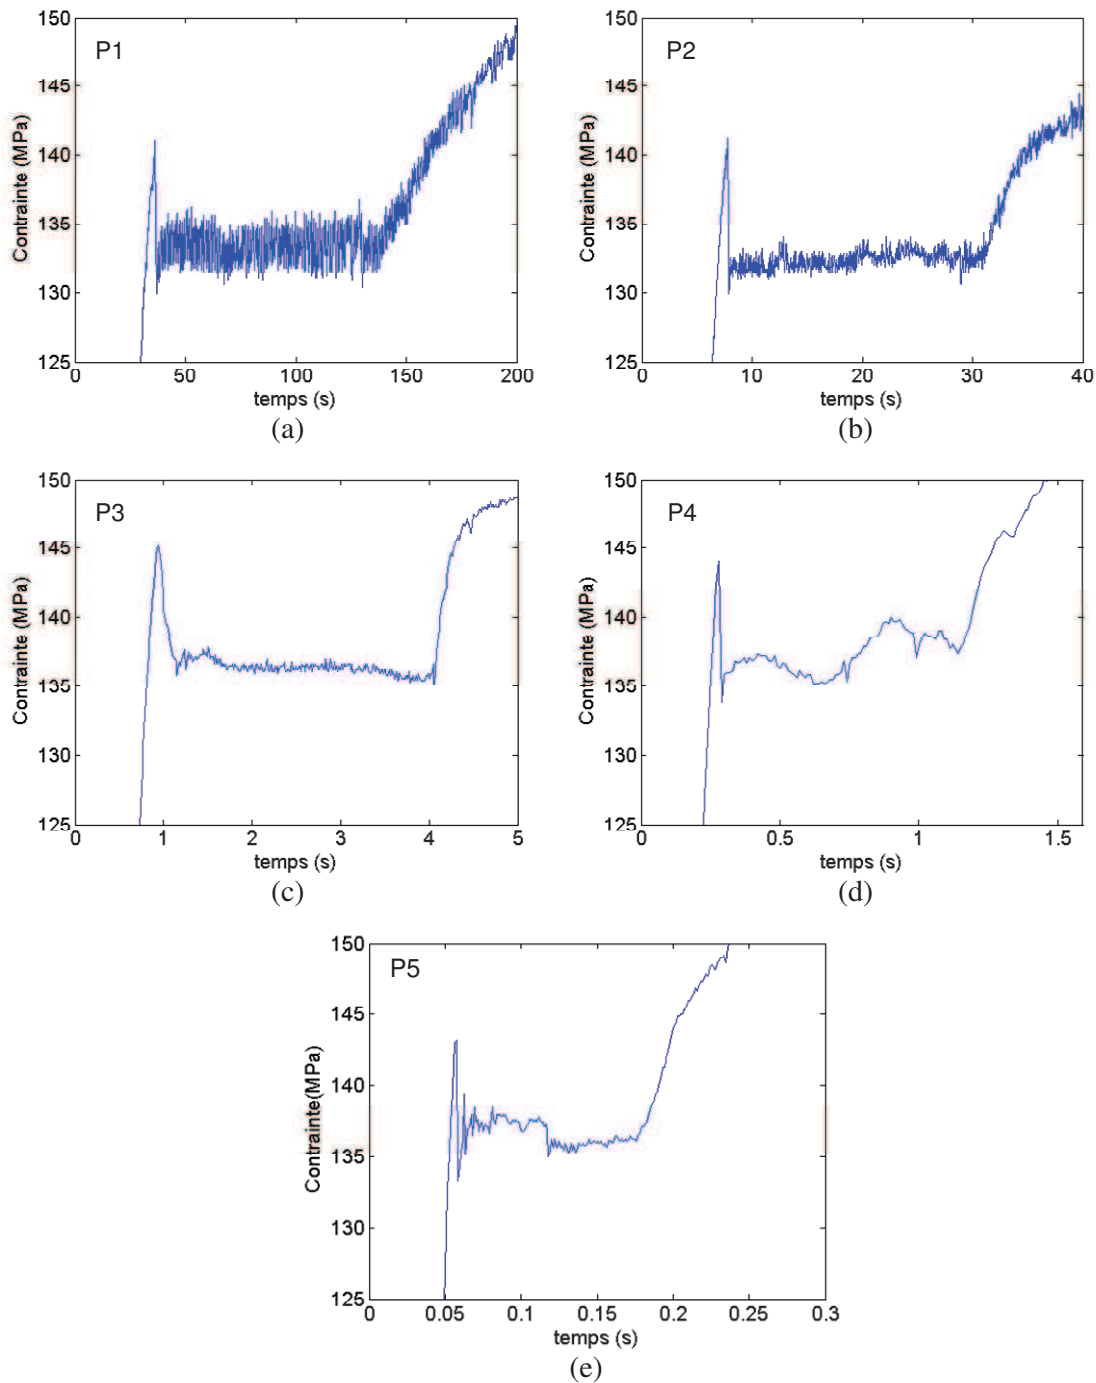 P1
150
145
140
135
130
125
Contrainte (MPa)
0 50 100 150 200
temps (s)
(a)
P2
150
145
140
135
130
125
Contrainte (MPa)
0 10 20 30 40
temps (s)
(b)
P3
150
145
140
135
130
125
Contrainte (MPa)
0 1 2 3 4 5
temps (s)
(c)
P4
150
145
140
135
130
125
Contrainte (MPa)
0 0.5 1 1.5
temps (s)
(d)
P5
150
145
140
135
130
125
Contrainte(MPa)
0 0.05 0.1 0.15 0.2 0.25 0.3
temps (s)
(e)